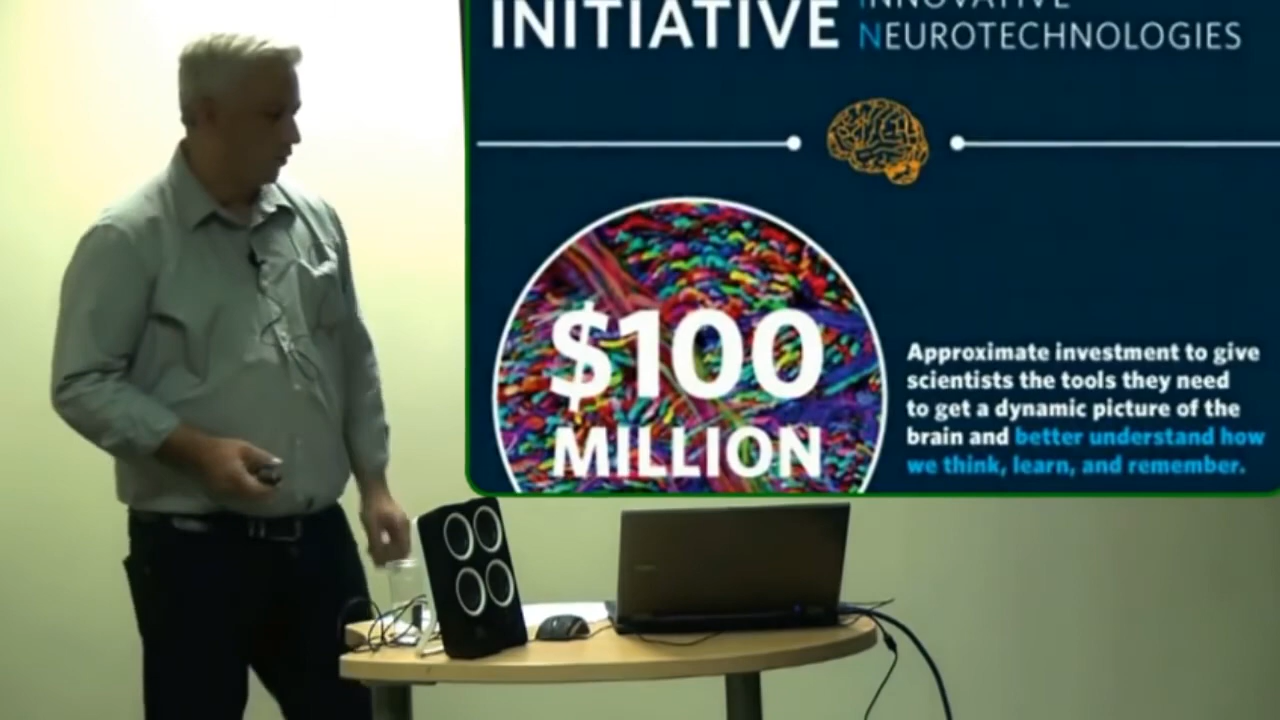 INITIATIVE
INNOVATIVE
NEUROTECHNOLOGIES
$100
MILLION
Approximate investment to give
scientists the tools they need
to get a dynamic picture of the
brain and better understand how
we think, learn, and remember.